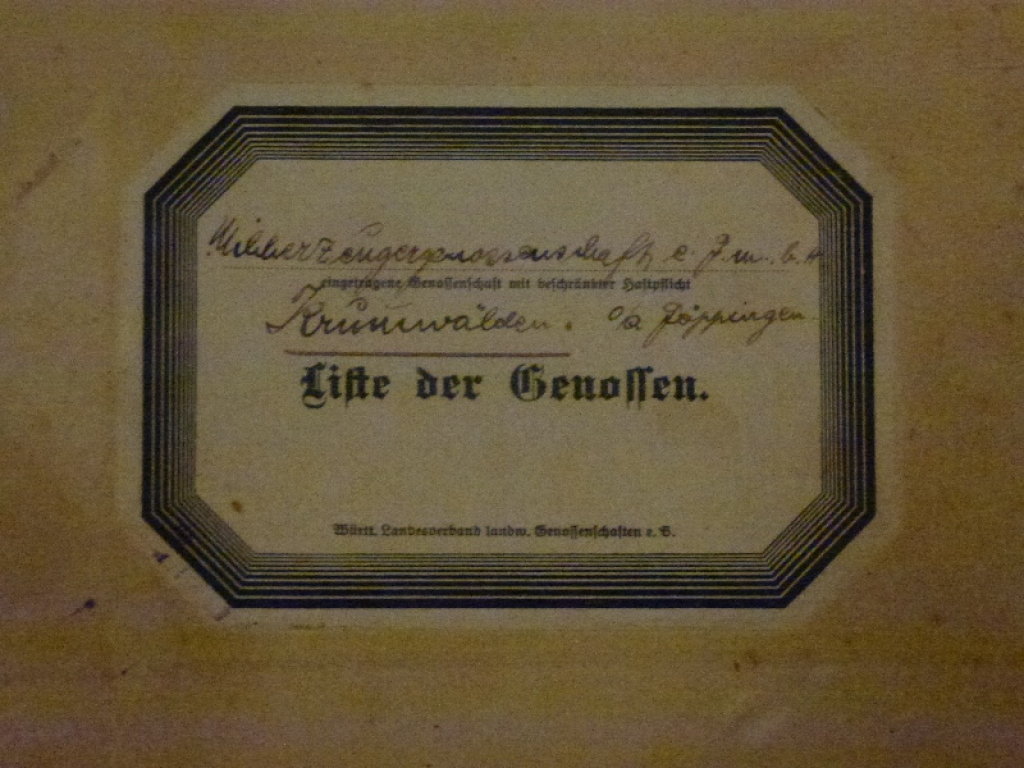 Milcherzeugergenossenschaft e. G. m. b. H
eingetragene Genossenschaft mit beschränkter Haftpflicht
Krummwälden. O/A Göppingen
Liste der Genossen.
Württ. Landesverband landw. Genossenschaften e. V.